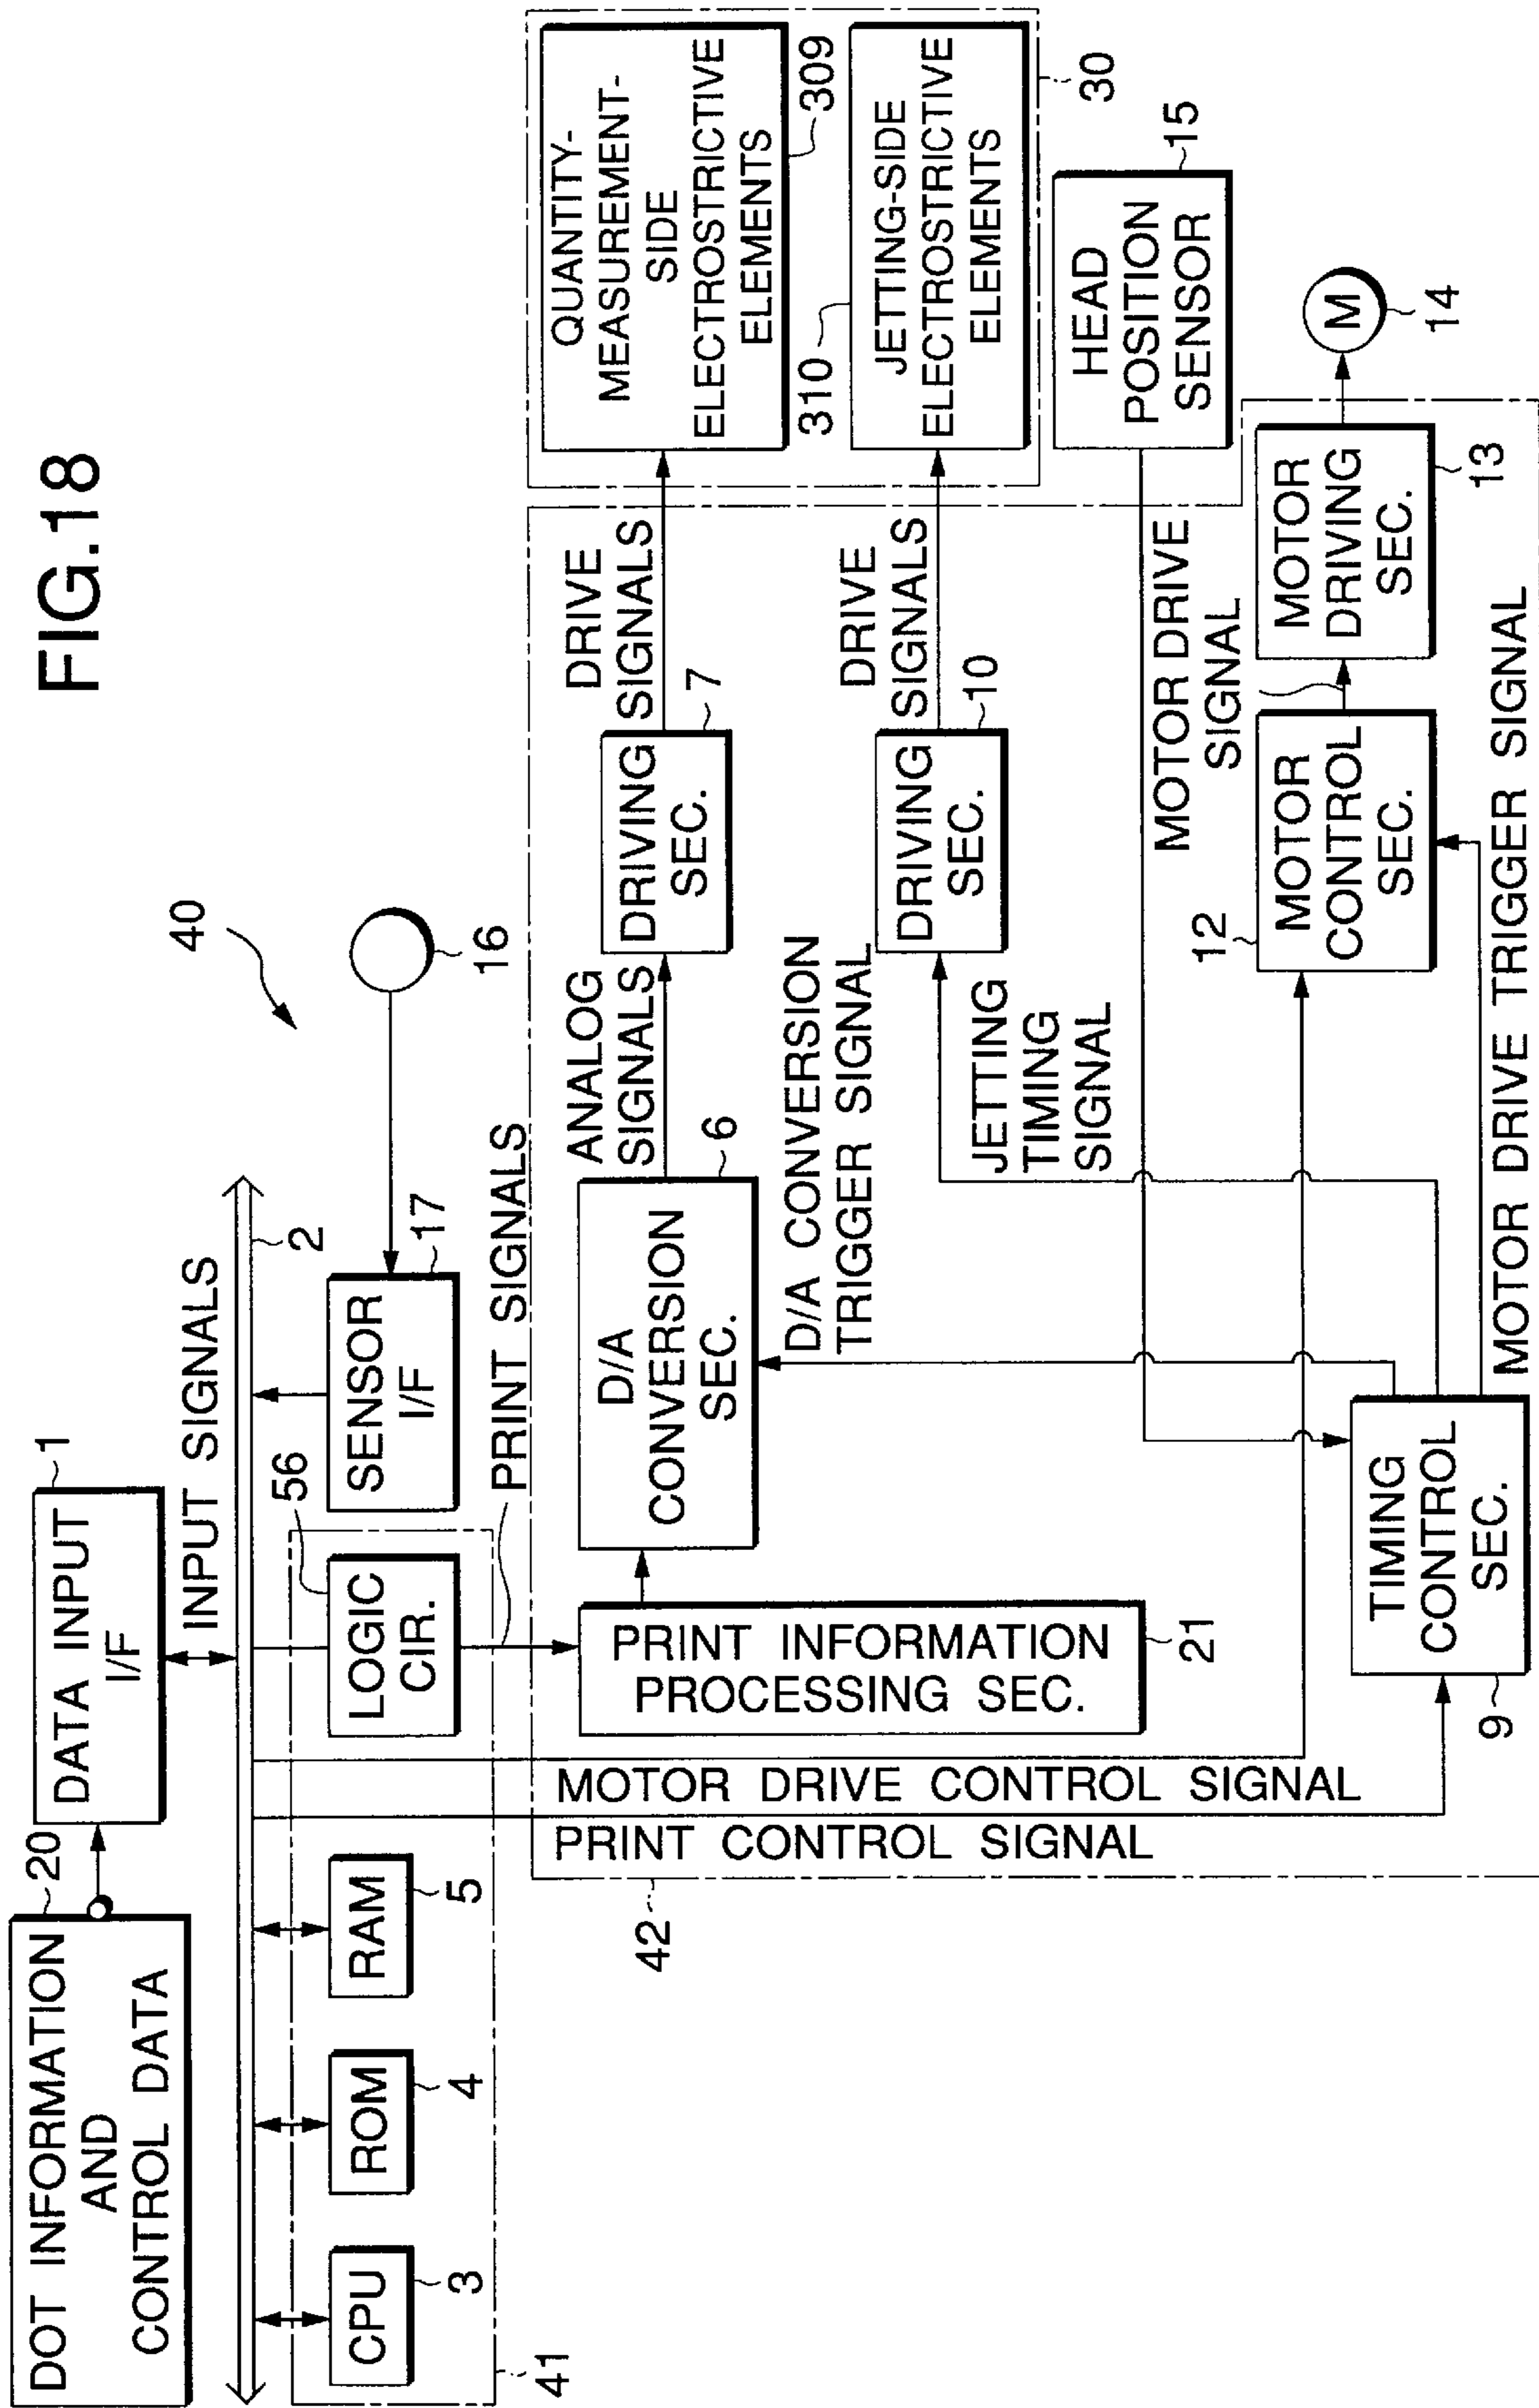 FIG.18
DOT INFORMATION
AND
CONTROL DATA
20
DATA INPUT
I/F
1
INPUT SIGNALS
2
40
CPU
3
ROM
4
RAM
5
LOGIC
CIR.
56
SENSOR
I/F
17
16
41
PRINT SIGNALS
42
PRINT INFORMATION
PROCESSING SEC.
21
D/A
CONVERSION
SEC.
6
ANALOG
SIGNALS
DRIVING
SEC.
7
DRIVE
SIGNALS
QUANTITY-
MEASUREMENT-
SIDE
ELECTROSTRICTIVE
ELEMENTS
309
D/A CONVERSION
TRIGGER SIGNAL
DRIVING
SEC.
10
DRIVE
SIGNALS
310
JETTING-SIDE
ELECTROSTRICTIVE
ELEMENTS
30
JETTING
TIMING
SIGNAL
HEAD
POSITION
SENSOR
15
MOTOR DRIVE
SIGNAL
MOTOR DRIVE CONTROL SIGNAL
PRINT CONTROL SIGNAL
12
MOTOR
CONTROL
SEC.
MOTOR
DRIVING
SEC.
13
M
14
TIMING
CONTROL
SEC.
9
MOTOR DRIVE TRIGGER SIGNAL